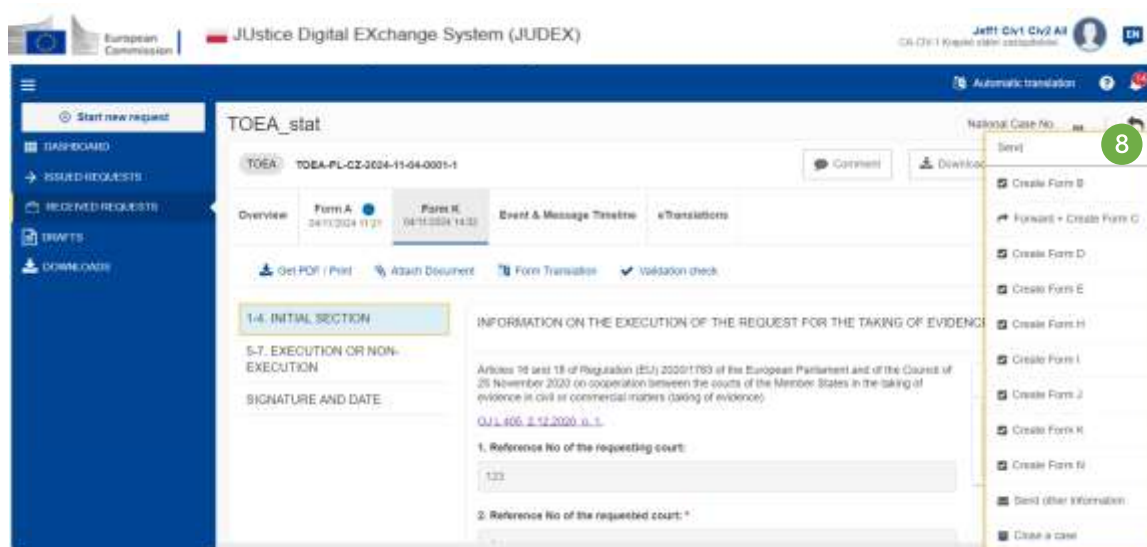 European
Commission
JUstice Digital EXchange System (JUDEX)
Jeff1 Civ1 Civ2 All
EN
Automatic translation
Start new request
DASHBOARD
ISSUED REQUESTS
RECEIVED REQUESTS
DRAFTS
DOWNLOADS
TOEA_stat
National Case No
TOEA TOEA-PL-CZ-2024-11-04-0001-1
Comment
Download
Overview
Form A
04/11/2024 11:21
Form K
04/11/2024 14:32
Event & Message Timeline
eTranslations
Get PDF / Print
Attach Document
Form Translation
Validation check
1-4. INITIAL SECTION
5-7. EXECUTION OR NON-
EXECUTION
SIGNATURE AND DATE
INFORMATION ON THE EXECUTION OF THE REQUEST FOR THE TAKING OF EVIDENCE
Articles 16 and 18 of Regulation (EU) 2020/1783 of the European Parliament and of the Council of
25 November 2020 on cooperation between the courts of the Member States in the taking of
evidence in civil or commercial matters (taking of evidence)
OJ L 405, 2.12.2020, p. 1.
1. Reference No of the requesting court:
123
2. Reference No of the requested court: *
Send
8
Create Form B
Forward + Create Form C
Create Form D
Create Form E
Create Form H
Create Form I
Create Form J
Create Form K
Create Form N
Send other information
Close a case